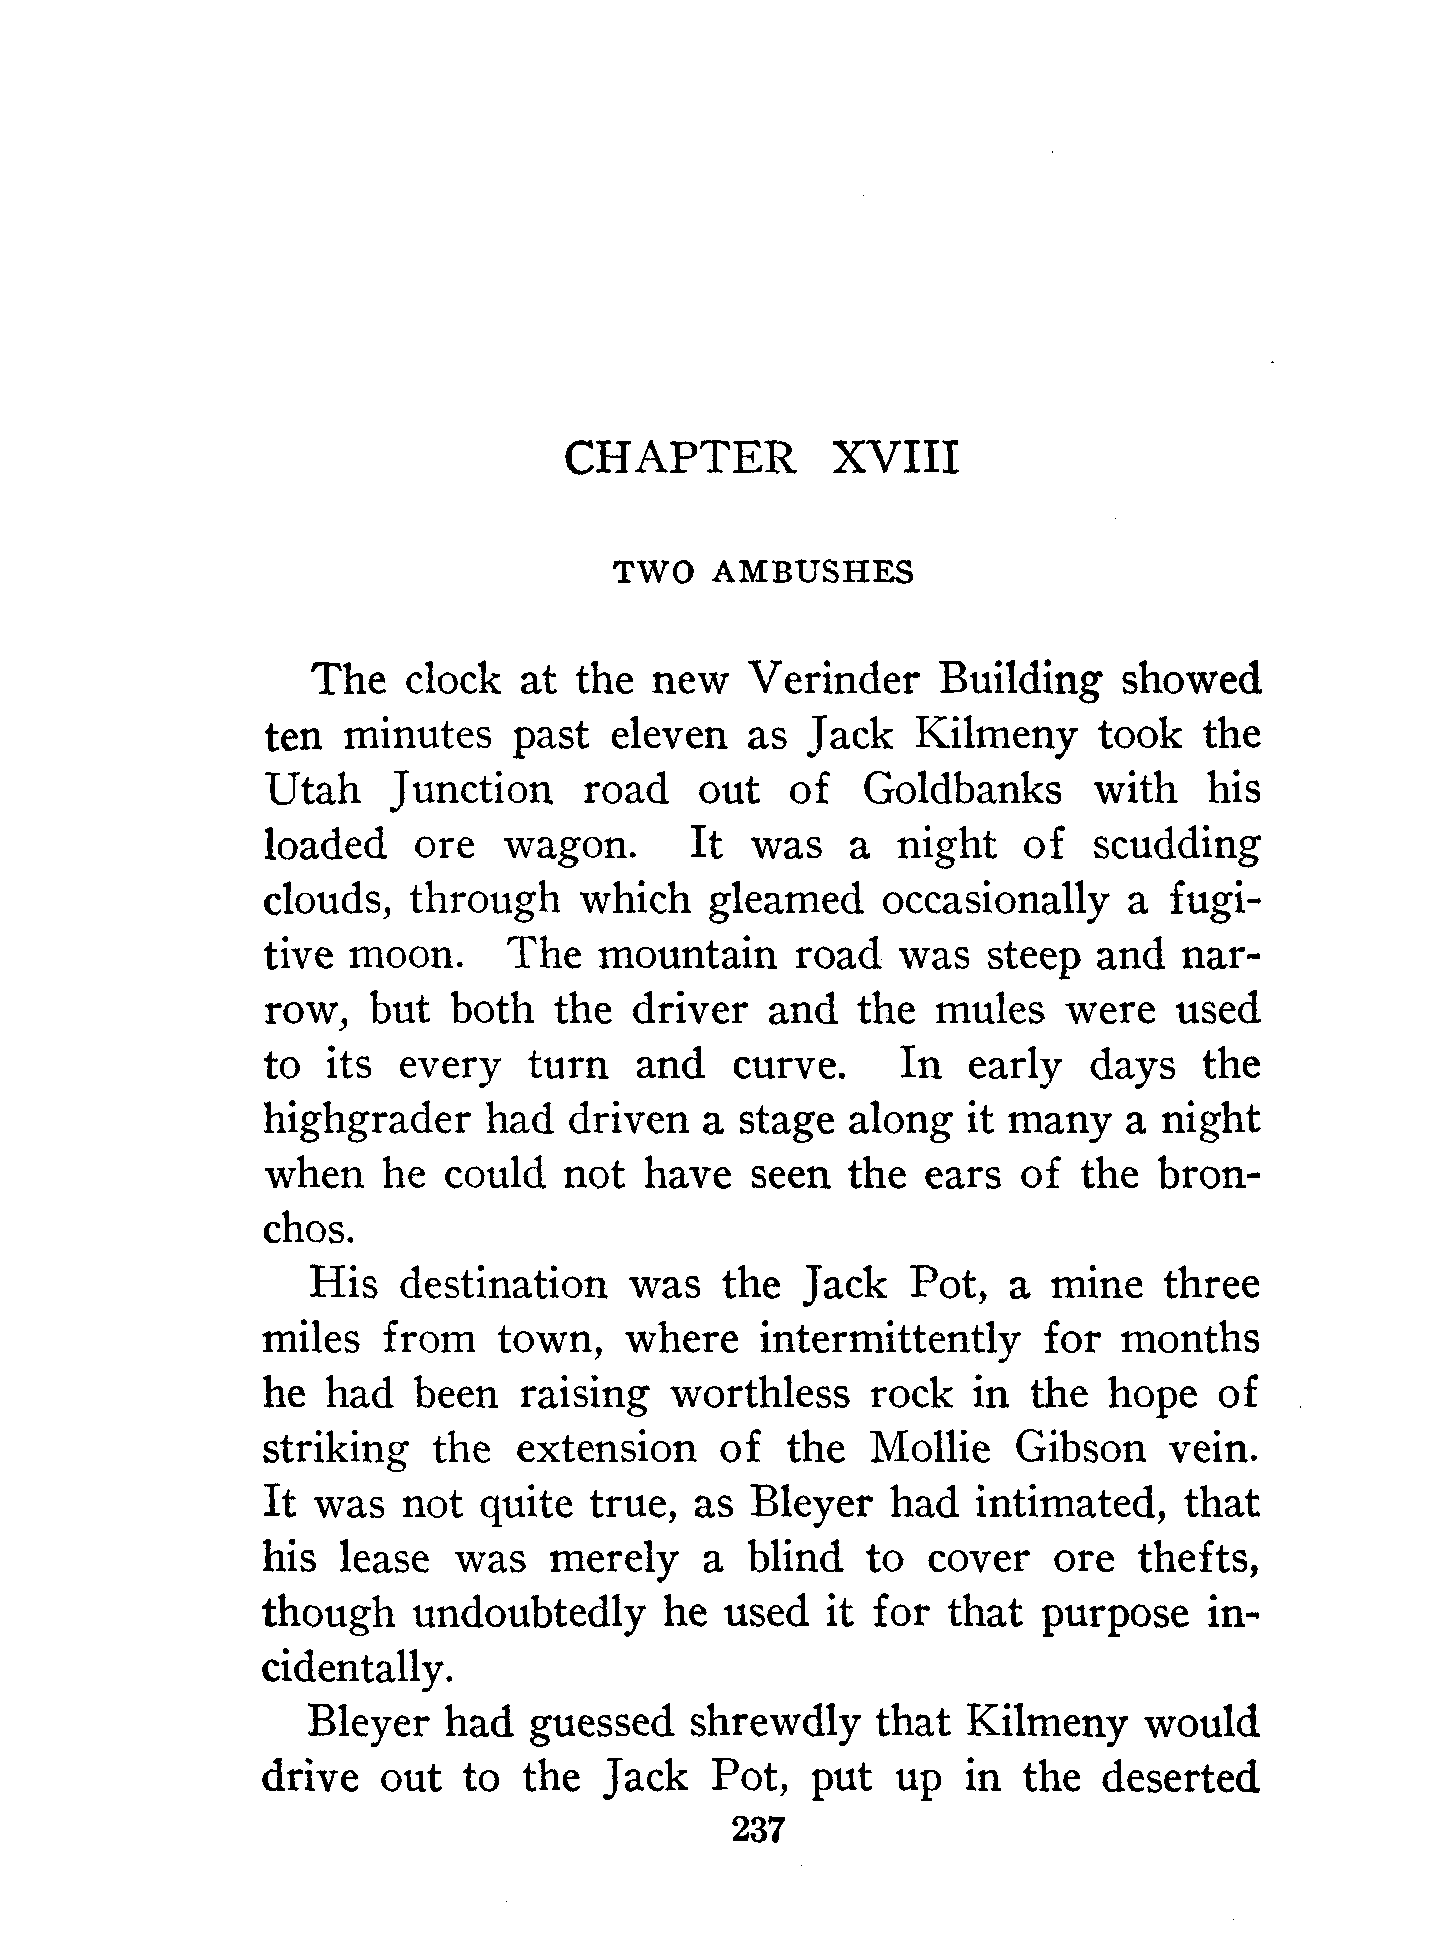 CHAPTER XVIII
TWO AMBUSHES
The clock at the new Verinder Building showed
ten minutes past eleven as Jack Kilmeny took the
Utah Junction road out of Goldbanks with his
loaded ore wagon. It was a night of scudding
clouds, through which gleamed occasionally a fugi-
tive moon. The mountain road was steep and nar-
row, but both the driver and the mules were used
to its every turn and curve. In early days the
highgrader had driven a stage along it many a night
when he could not have seen the ears of the bron-
chos.
His destination was the Jack Pot, a mine three
miles from town, where intermittently for months
he had been raising worthless rock in the hope of
striking the extension of the Mollie Gibson vein.
It was not quite true, as Bleyer had intimated, that
his lease was merely a blind to cover ore thefts,
though undoubtedly he used it for that purpose in-
cidentally.
Bleyer had guessed shrewdly that Kilmeny would
drive out to the Jack Pot, put up in the deserted
237